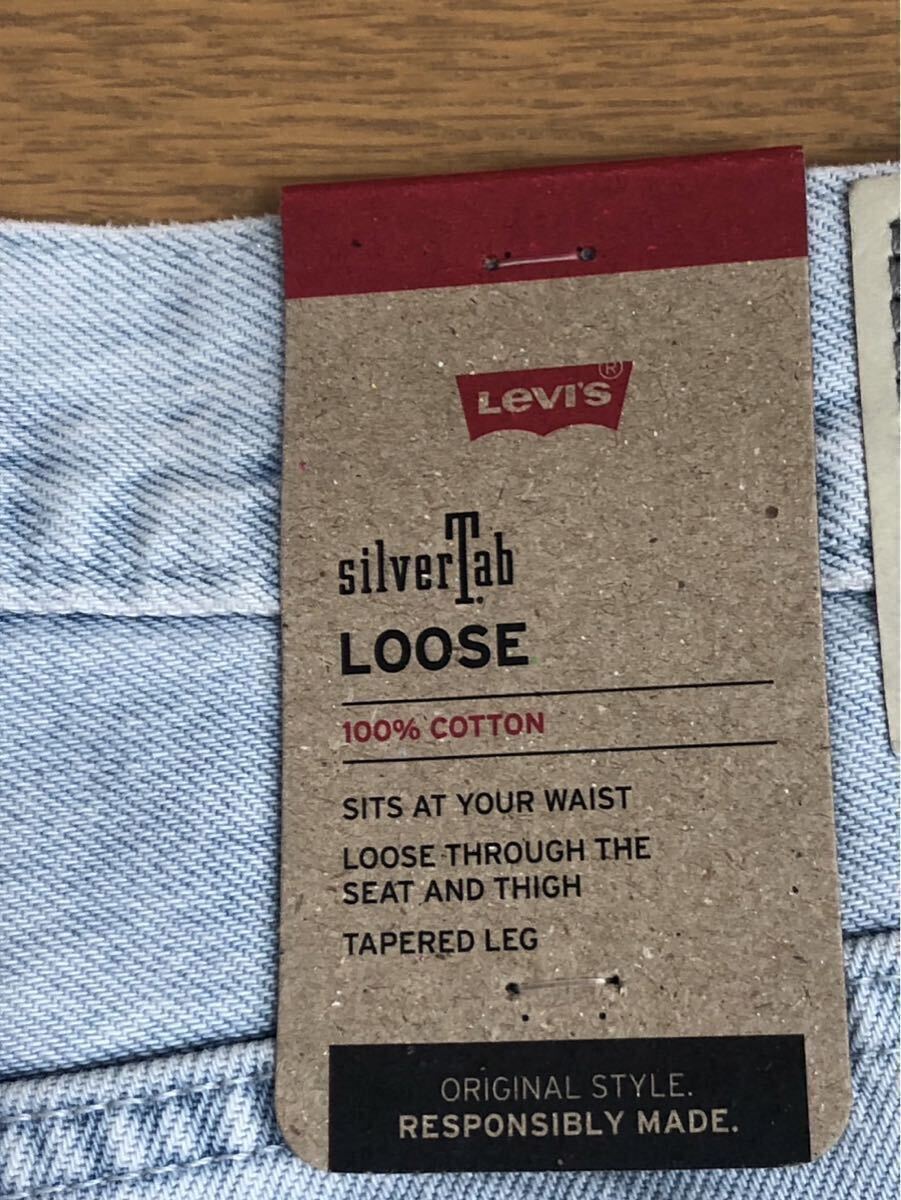 LEVI'S®
silverTab
LOOSE
100% COTTON
SITS AT YOUR WAIST
LOOSE THROUGH THE
SEAT AND THIGH
TAPERED LEG
ORIGINAL STYLE.
RESPONSIBLY MADE.